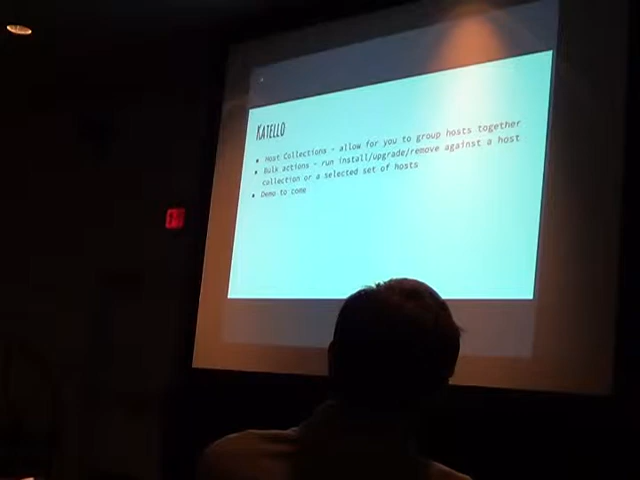 KATELLO
• Host Collections - allow for you to group hosts together
• Bulk actions - run install/upgrade/remove against a host
collection or a selected set of hosts
• Demo to come